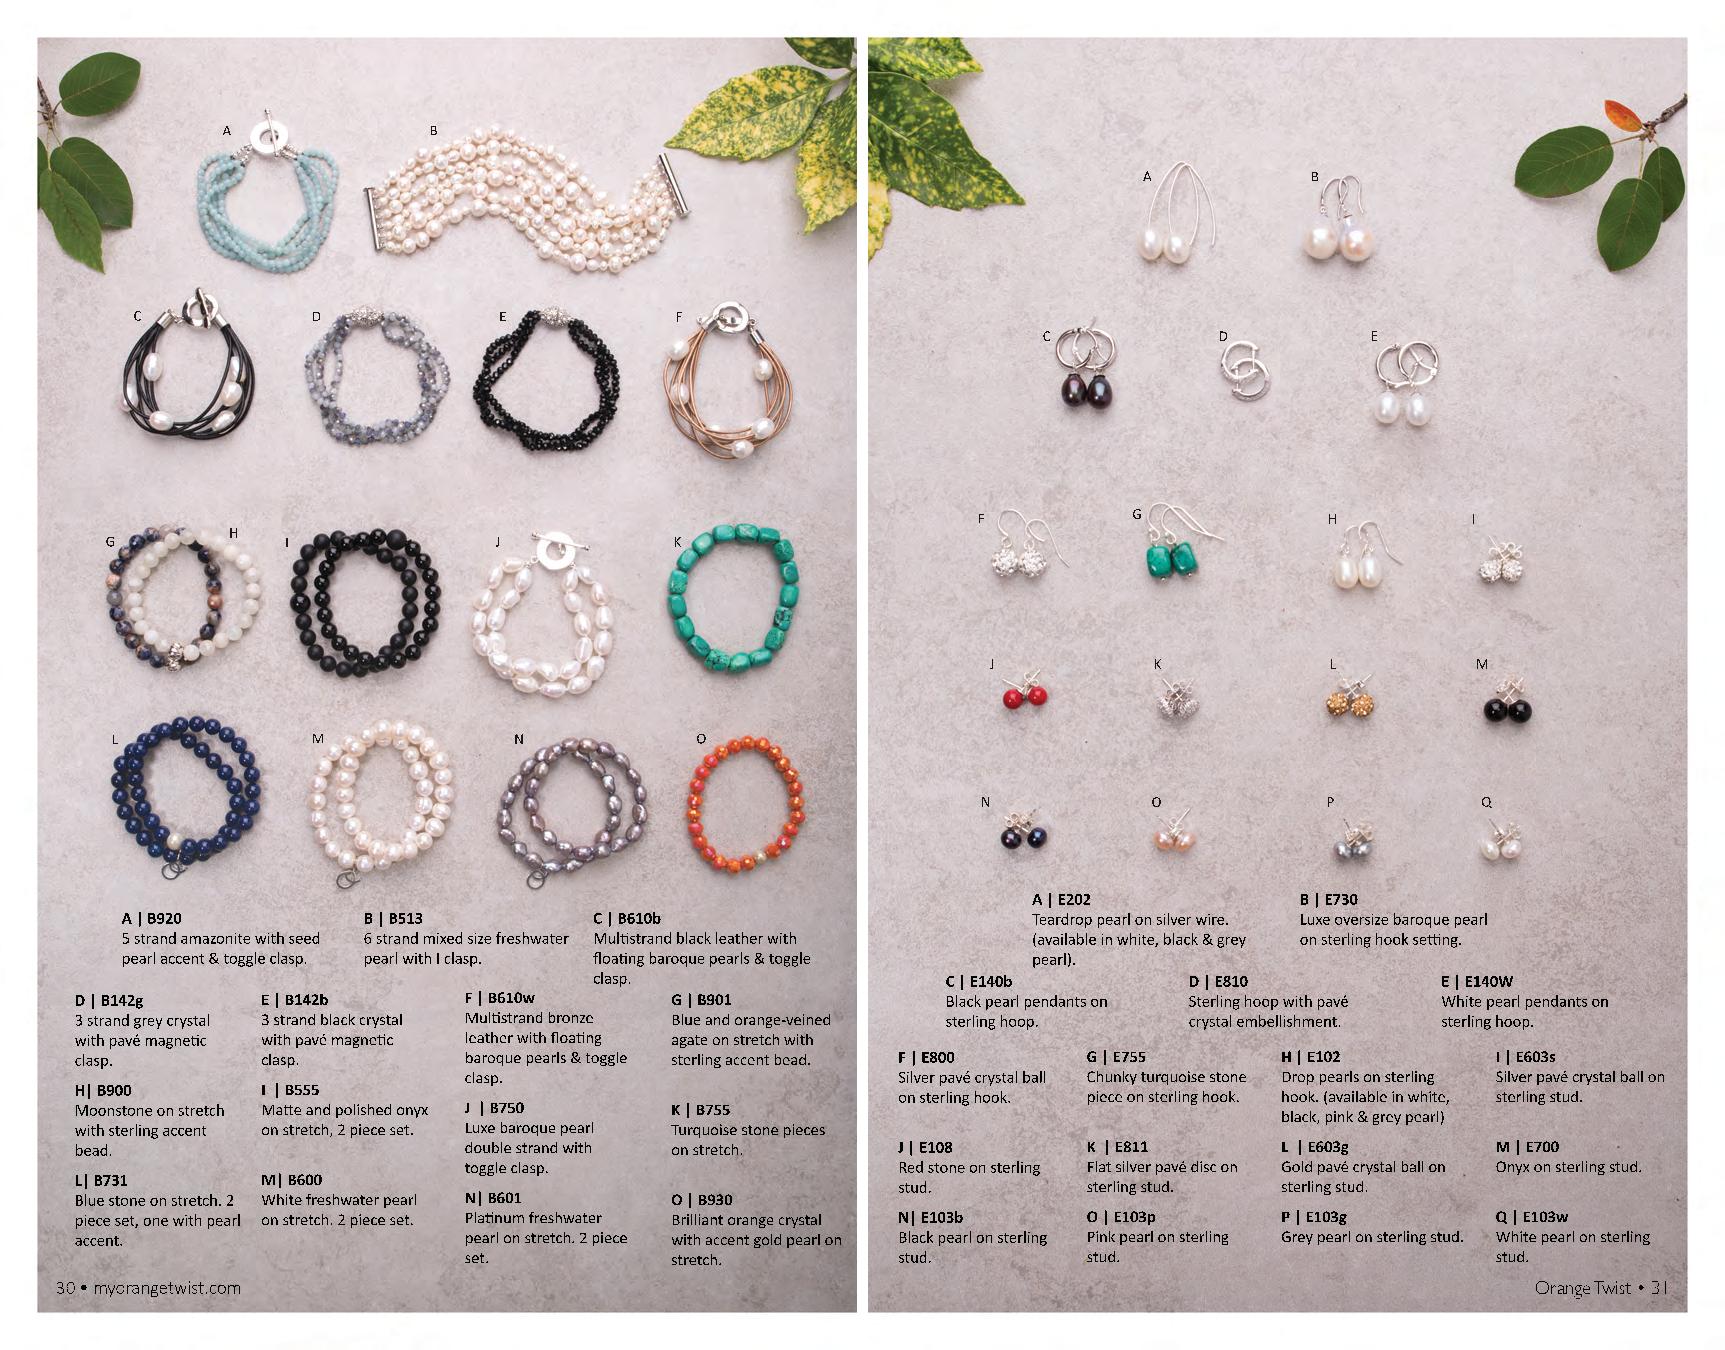 A
B
C
D
E
F
G
H
I
J
K
L
M
N
O
A | B920
5 strand amazonite with seed
pearl accent & toggle clasp.
B | B513
6 strand mixed size freshwater
pearl with I clasp.
C | B610b
Multistrand black leather with
floating baroque pearls & toggle
clasp.
D | B142g
3 strand grey crystal
with pavé magnetic
clasp.
E | B142b
3 strand black crystal
with pavé magnetic
clasp.
F | B610w
Multistrand bronze
leather with floating
baroque pearls & toggle
clasp.
G | B901
Blue and orange-veined
agate on stretch with
sterling accent bead.
H| B900
Moonstone on stretch
with sterling accent
bead.
I | B555
Matte and polished onyx
on stretch, 2 piece set.
J | B750
Luxe baroque pearl
double strand with
toggle clasp.
K | B755
Turquoise stone pieces
on stretch.
L| B731
Blue stone on stretch. 2
piece set, one with pearl
accent.
M| B600
White freshwater pearl
on stretch. 2 piece set.
N| B601
Platinum freshwater
pearl on stretch. 2 piece
set.
O | B930
Brilliant orange crystal
with accent gold pearl on
stretch.
30 • myorangetwist.com
A
B
C
D
E
F
G
H
I
J
K
L
M
N
O
P
Q
A | E202
Teardrop pearl on silver wire.
(available in white, black & grey
pearl).
B | E730
Luxe oversize baroque pearl
on sterling hook setting.
C | E140b
Black pearl pendants on
sterling hoop.
D | E810
Sterling hoop with pavé
crystal embellishment.
E | E140W
White pearl pendants on
sterling hoop.
F | E800
Silver pavé crystal ball
on sterling hook.
G | E755
Chunky turquoise stone
piece on sterling hook.
H | E102
Drop pearls on sterling
hook. (available in white,
black, pink & grey pearl)
I | E603s
Silver pavé crystal ball on
sterling stud.
J | E108
Red stone on sterling
stud.
K | E811
Flat silver pavé disc on
sterling stud.
L | E603g
Gold pavé crystal ball on
sterling stud.
M | E700
Onyx on sterling stud.
N| E103b
Black pearl on sterling
stud.
O | E103p
Pink pearl on sterling
stud.
P | E103g
Grey pearl on sterling stud.
Q | E103w
White pearl on sterling
stud.
Orange Twist • 31